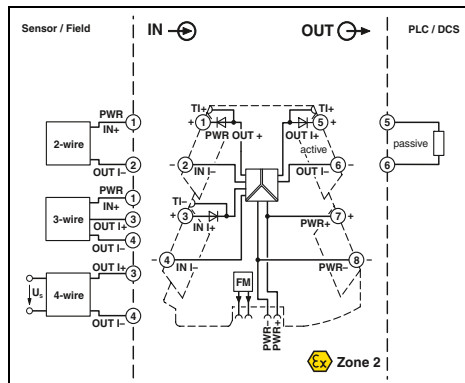 Sensor / Field
IN
OUT
PLC / DCS
TI+
TI+
PWR
1
IN+
2-wire
OUT I–
2
+
1
PWR OUT +
OUT I+
5
+
active
–
2
IN I–
6
–
OUT I–
5
passive
6
PWR
1
IN+
3-wire
3
OUT I+
OUT I–
4
TI–
+
3
IN I+
7
+
PWR+
OUT I+
3
Us
4-wire
OUT I–
4
–
4
IN I–
8
–
PWR–
FM
PWR–
PWR+
Ex
Zone 2